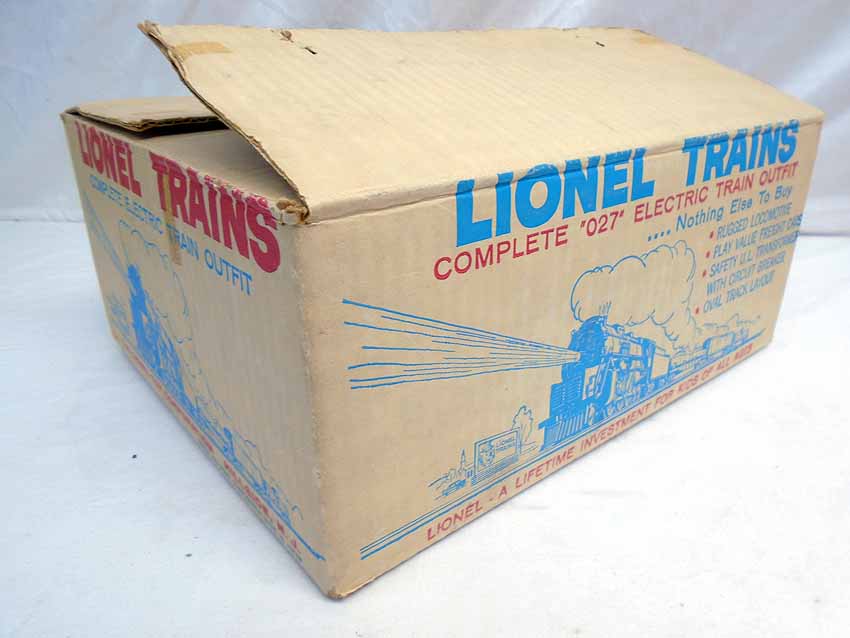 LIONEL TRAINS
COMPLETE ELECTRIC TRAIN OUTFIT
HILLSIDE, N. J.
LIONEL TRAINS
COMPLETE "027" ELECTRIC TRAIN OUTFIT
.... Nothing Else To Buy
• RUGGED LOCOMOTIVE
• PLAY VALUE FREIGHT CARS
• SAFETY U.L. TRANSFORMER
WITH CIRCUIT BREAKER
• OVAL TRACK LAYOUT
LIONEL
LIONEL - A LIFETIME INVESTMENT FOR KIDS OF ALL AGES